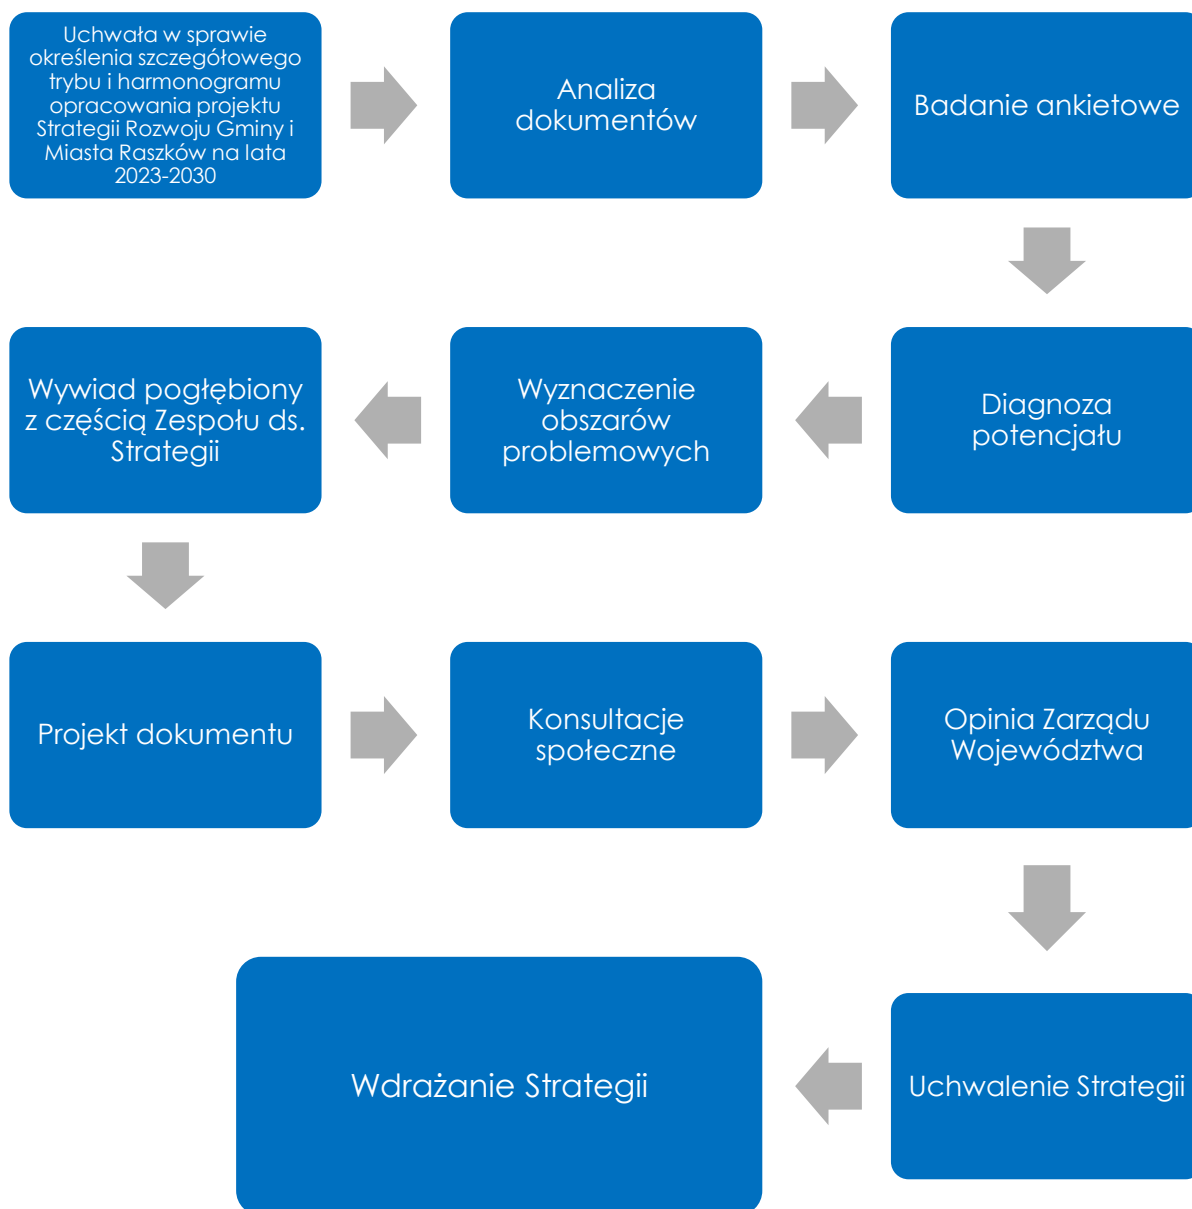 Uchwała w sprawie
określenia szczegółowego
trybu i harmonogramu
opracowania projektu
Strategii Rozwoju Gminy i
Miasta Raszków na lata
2023-2030
Analiza
dokumentów
Badanie ankietowe
Diagnoza
potencjału
Wyznaczenie
obszarów
problemowych
Wywiad pogłębiony
z częścią Zespołu ds.
Strategii
Projekt dokumentu
Konsultacje
społeczne
Opinia Zarządu
Województwa
Uchwalenie Strategii
Wdrażanie Strategii